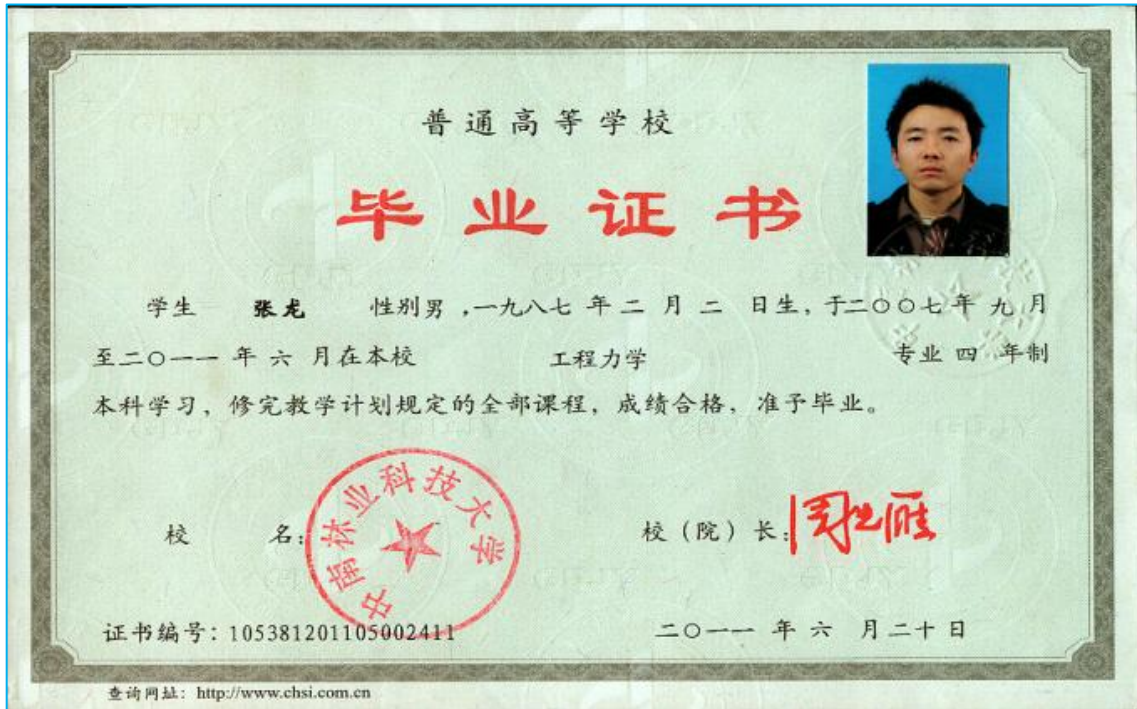 普通高等学校
毕业证书
学生 张龙 性别男,一九八七年二月二日生,于二〇〇七年九月
至二〇一一年六月在本校 工程力学 专业四年制
本科学习,修完教学计划规定的全部课程,成绩合格,准予毕业。
校 名:
中南林业科技大学
校(院)长:
证书编号:105381201105002411
二〇一一年六月二十日
查询网址:http://www.chsi.com.cn